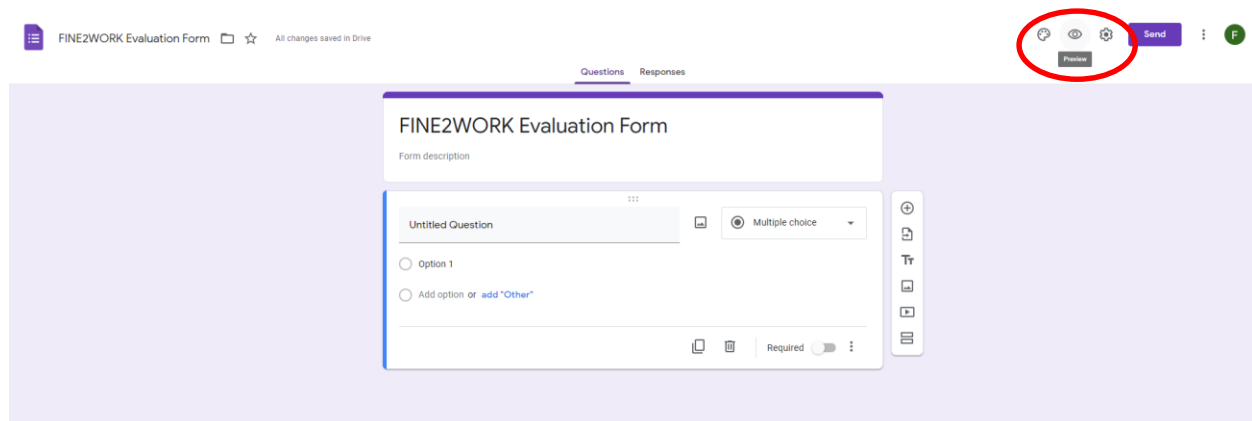 FINE2WORK Evaluation Form
All changes saved in Drive
Send
F
Preview
Questions Responses
FINE2WORK Evaluation Form
Form description
Untitled Question
Multiple choice
Option 1
Add option or add "Other"
Required
Tт